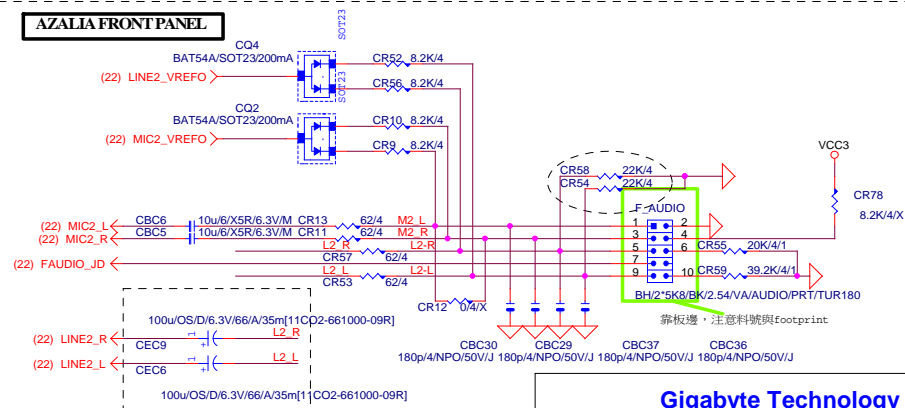 AZALIA FRONT PANEL
SOT23
CQ4
BAT54A/SOT23/200mA
CR52 8.2K/4
(22) LINE2_VREFO
SOT23
CR56 8.2K/4
CQ2
BAT54A/SOT23/200mA
CR10 8.2K/4
(22) MIC2_VREFO
CR9 8.2K/4
VCC3
CR58 22K/4
CR54 22K/4
CR78
8.2K/4/X
F_AUDIO
(22) MIC2_L CBC6 10u/6/X5R/6.3V/M CR13 62/4 M2_L 1 2
(22) MIC2_R CBC5 10u/6/X5R/6.3V/M CR11 62/4 M2_R 3 4
L2_R L2-R 5 6 CR55 20K/4/1
CR57 62/4
(22) FAUDIO_JD 7
L2_L L2-L 9 10 CR59 39.2K/4/1
CR53 62/4
BH/2*5K8/BK/2.54/VA/AUDIO/PRT/TUR180
CR12 0/4/X
靠板邊，注意料號與footprint
100u/OS/D/6.3V/66/A/35m[11CO2-661000-09R]
(22) LINE2_R 1 + L2_R
CEC9
CBC30 CBC29 CBC37 CBC36
180p/4/NPO/50V/J 180p/4/NPO/50V/J 180p/4/NPO/50V/J 180p/4/NPO/50V/J
(22) LINE2_L 1 + L2_L
CEC6
100u/OS/D/6.3V/66/A/35m[11CO2-661000-09R]
Gigabyte Technology